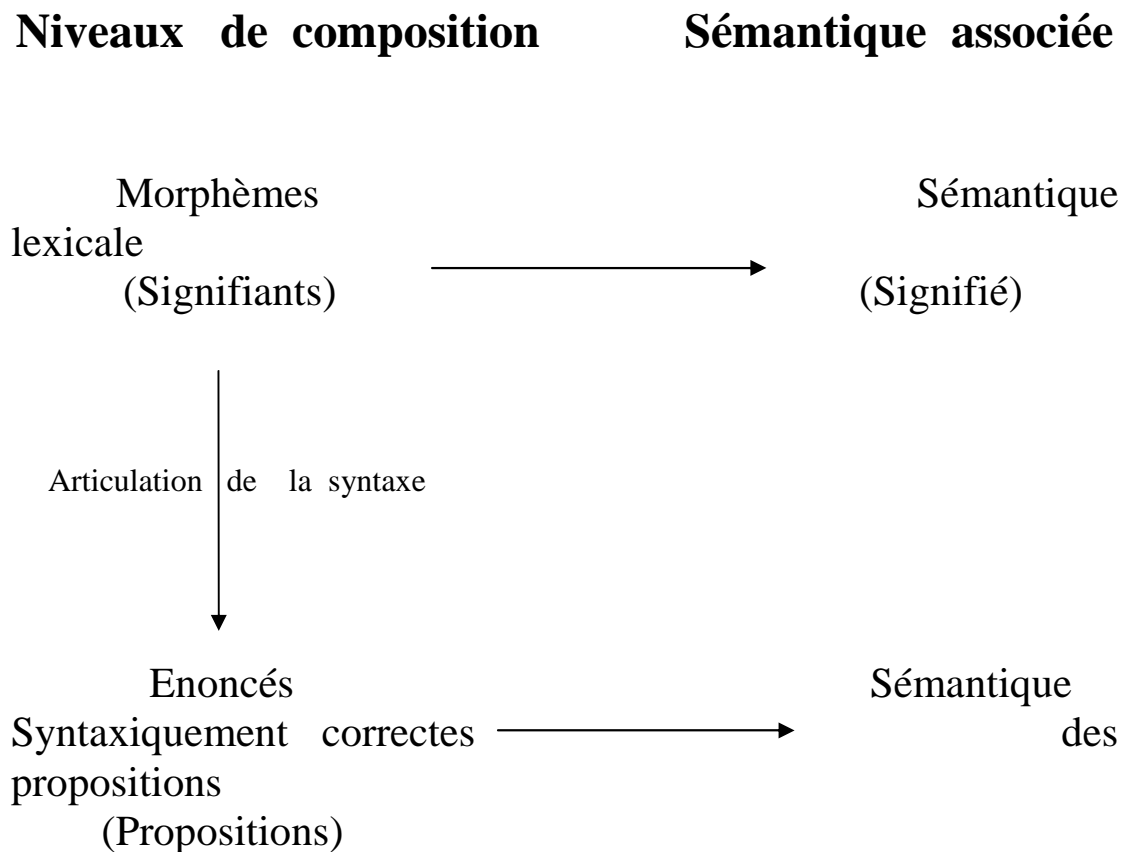 Niveaux de composition Sémantique associée
Morphèmes Sémantique
lexicale
(Signifiants) (Signifié)
Articulation de la syntaxe
Enoncés Sémantique
Syntaxiquement correctes des
propositions
(Propositions)